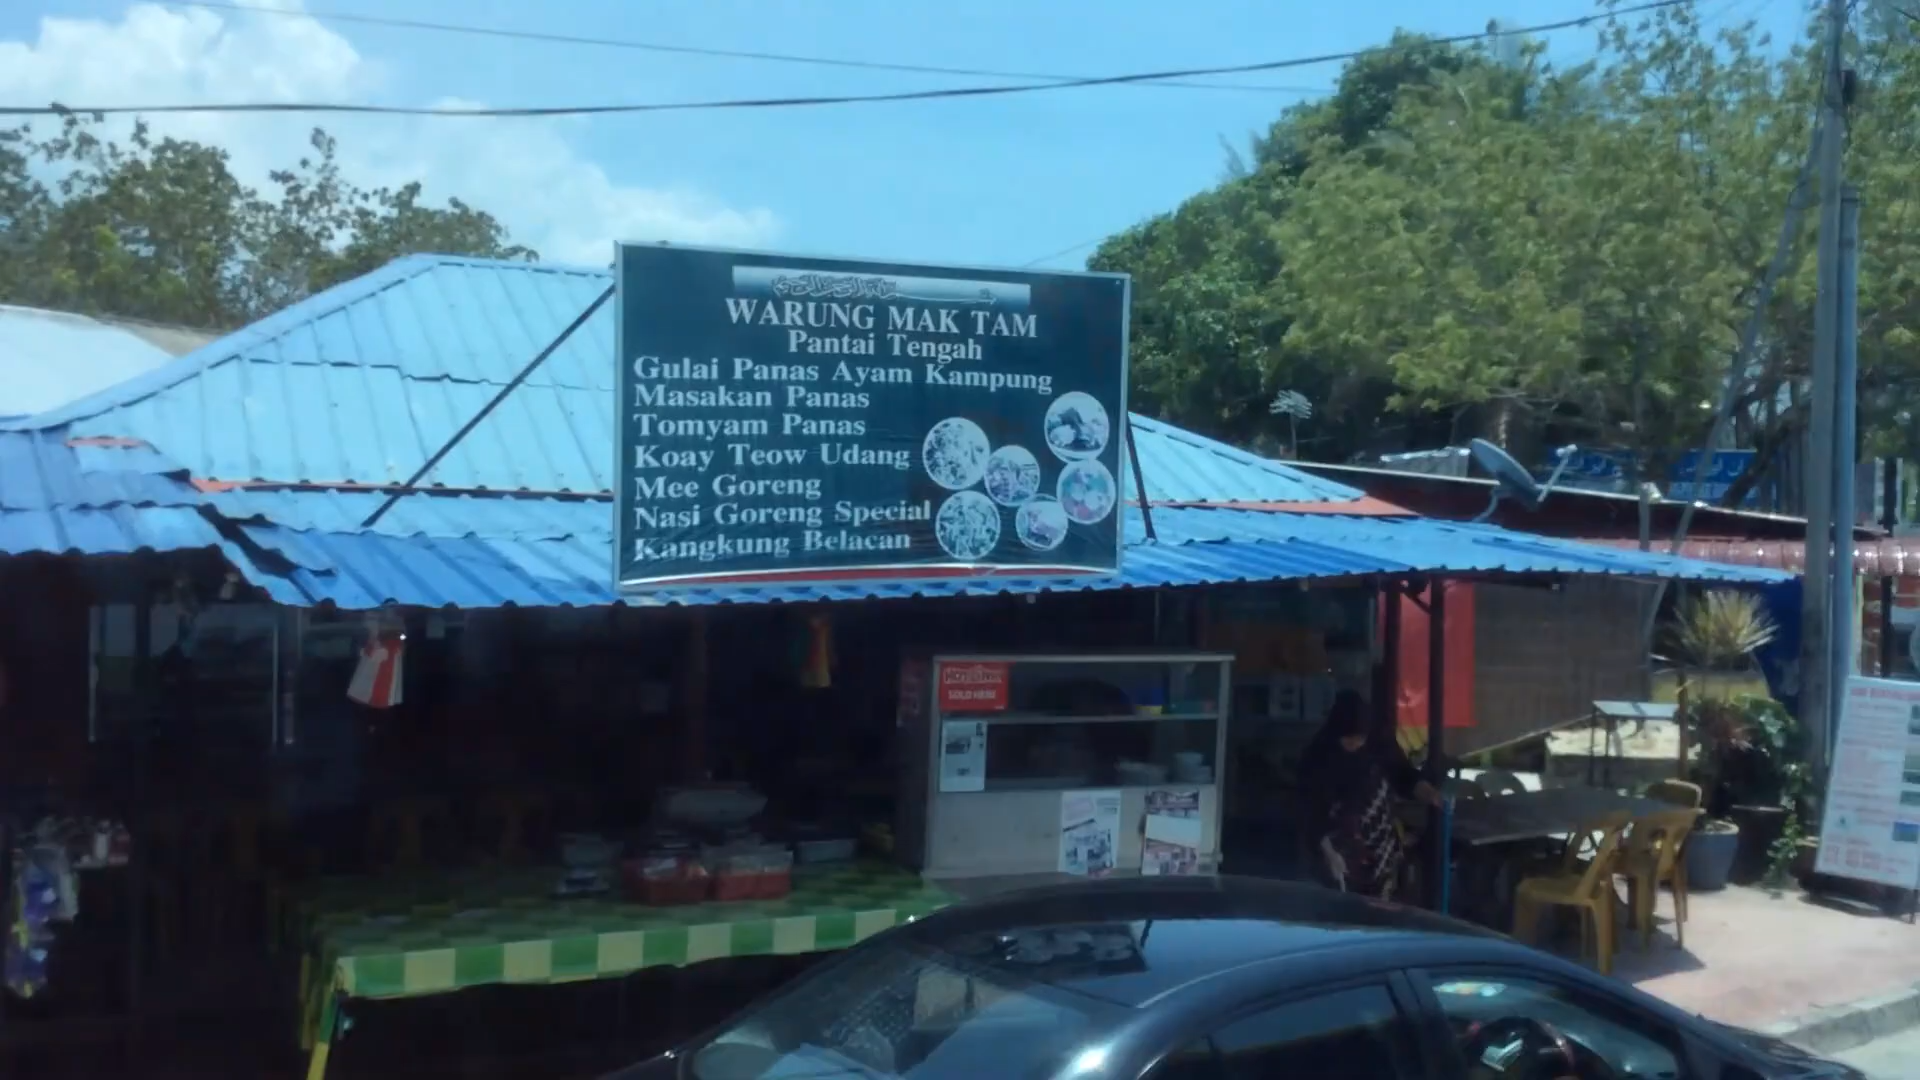 WARUNG MAK TAM
Pantai Tengah
Gulai Panas Ayam Kampung
Masakan Panas
Tomyam Panas
Koay Teow Udang
Mee Goreng
Nasi Goreng Special
Kangkung Belacan
SOLD HERE